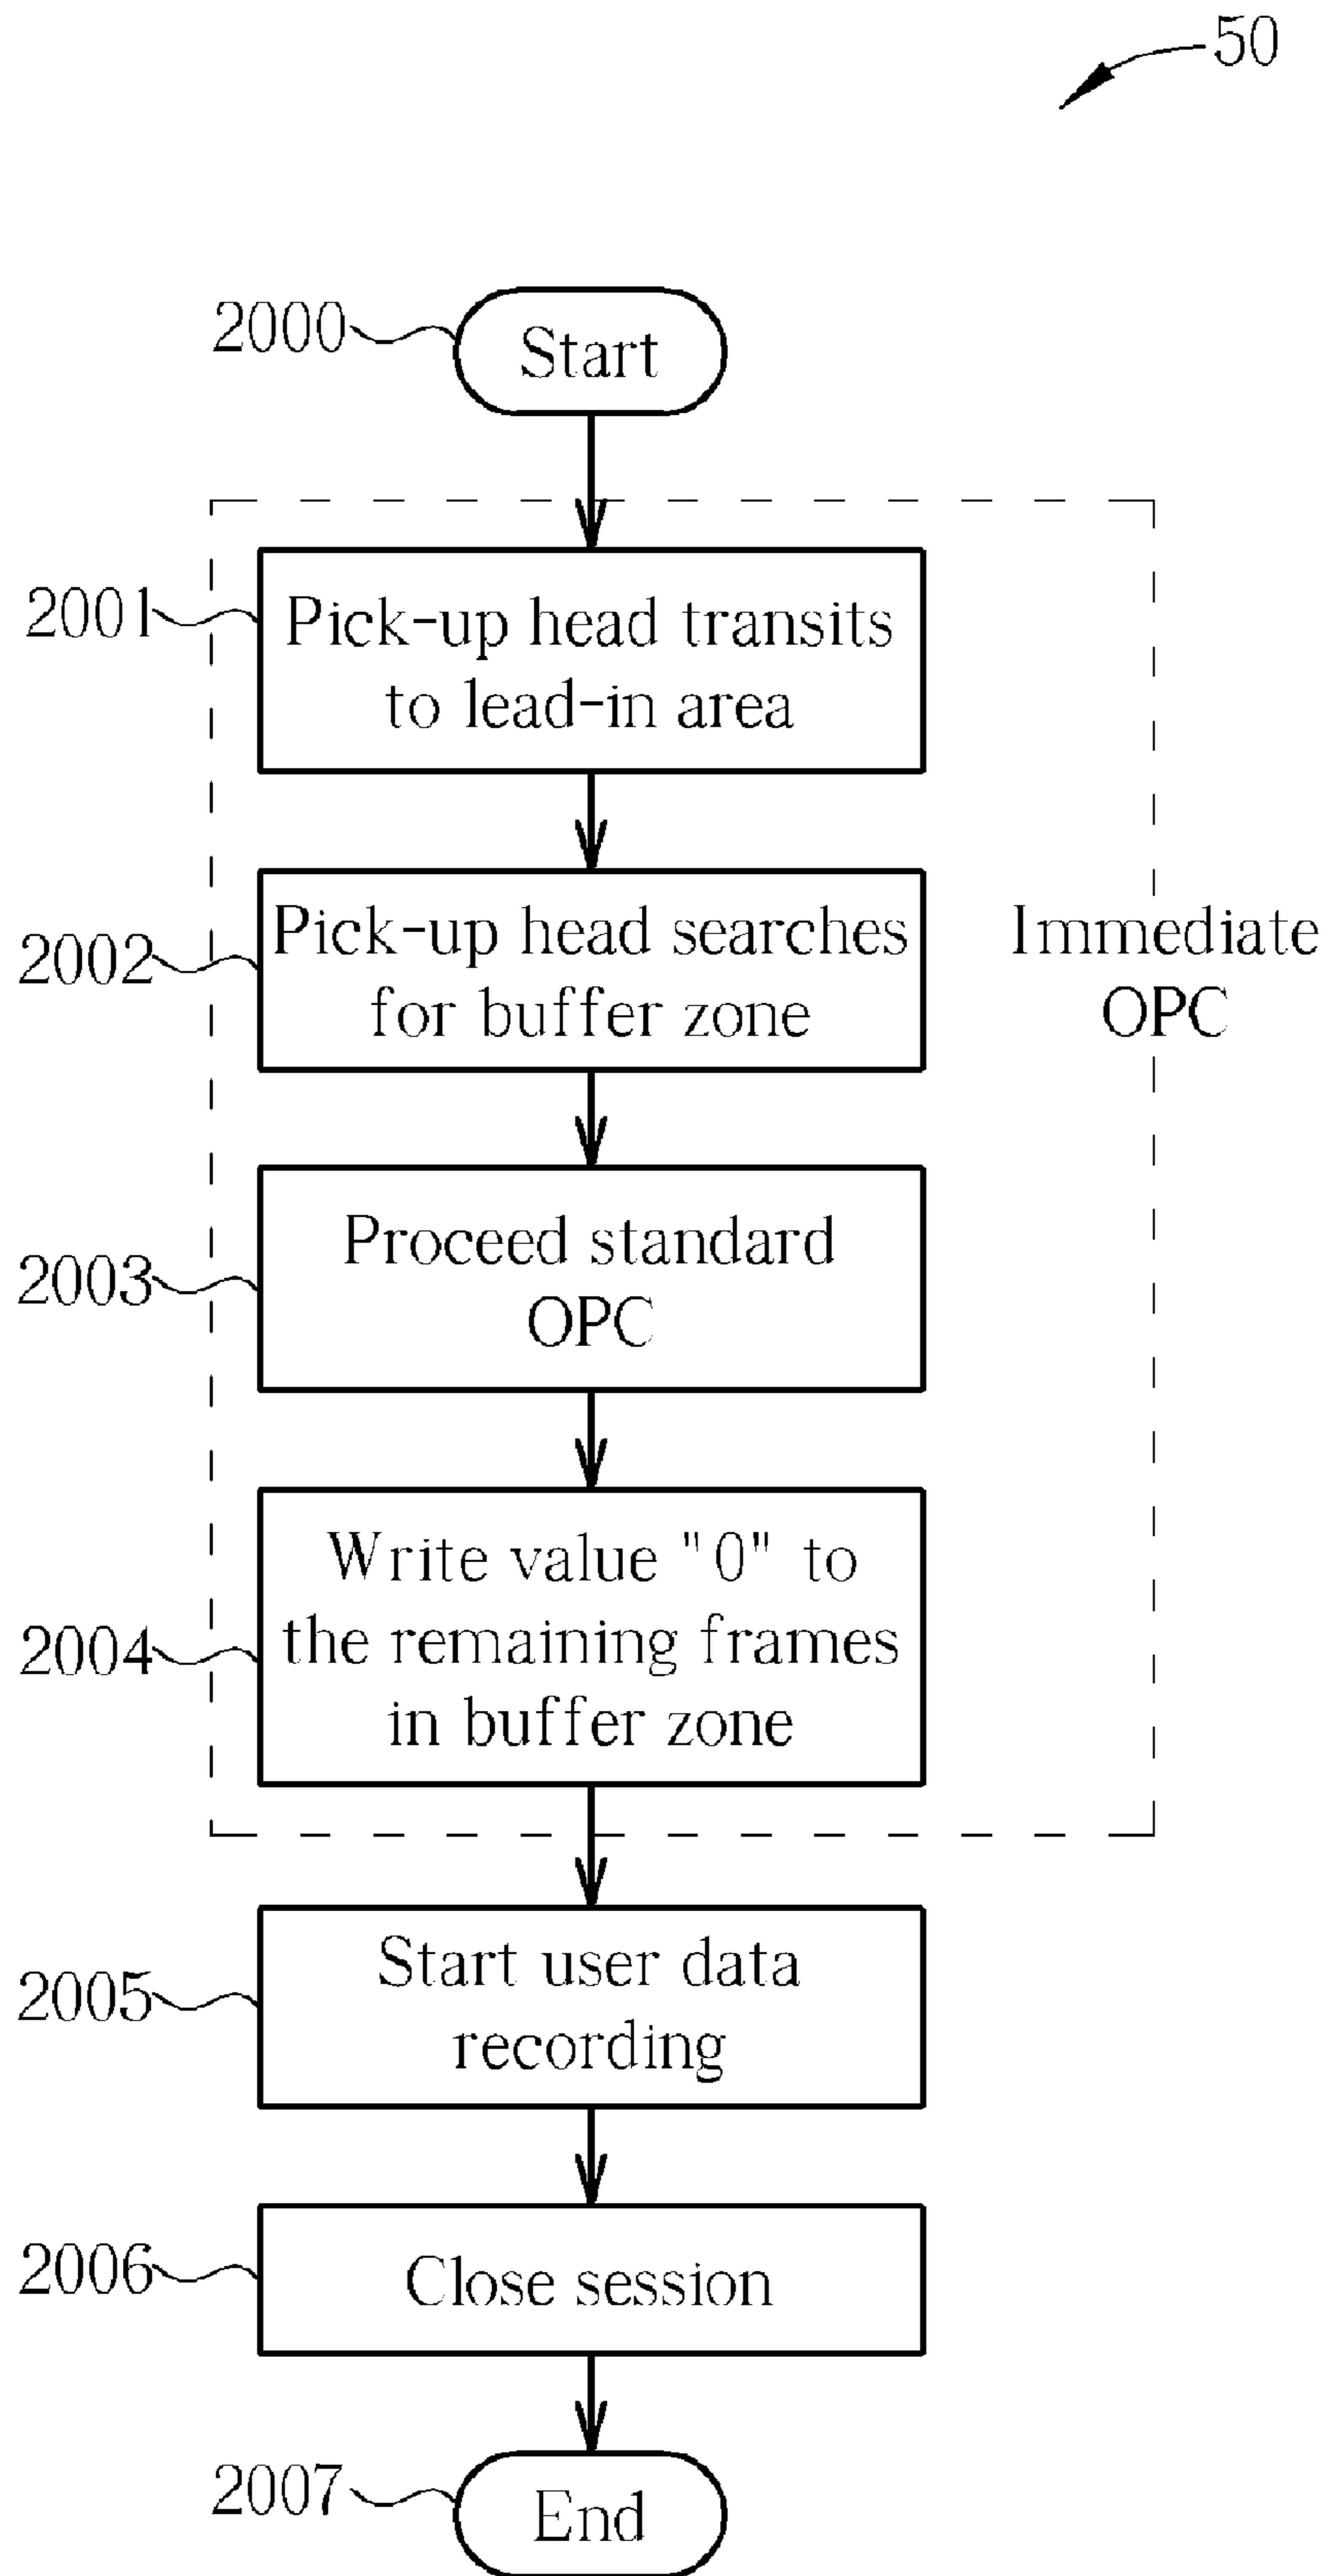 50
2000
Start
2001
Pick-up head transits
to lead-in area
2002
Pick-up head searches
for buffer zone
Immediate
OPC
2003
Proceed standard
OPC
2004
Write value "0" to
the remaining frames
in buffer zone
2005
Start user data
recording
2006
Close session
2007
End